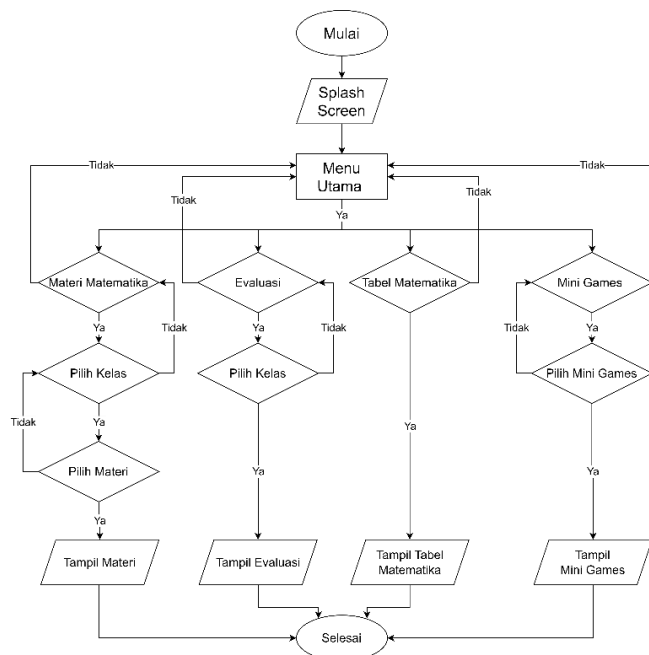 Mulai
Splash
Screen
Tidak
Tidak
Menu
Utama
Tidak
Tidak
Ya
Materi Matematika
Evaluasi
Tabel Matematika
Mini Games
Ya
Tidak
Ya
Tidak
Tidak
Ya
Pilih Kelas
Pilih Kelas
Pilih Mini Games
Tidak
Ya
Ya
Pilih Materi
Ya
Ya
Ya
Tampil Materi
Tampil Evaluasi
Tampil Tabel
Matematika
Tampil
Mini Games
Selesai